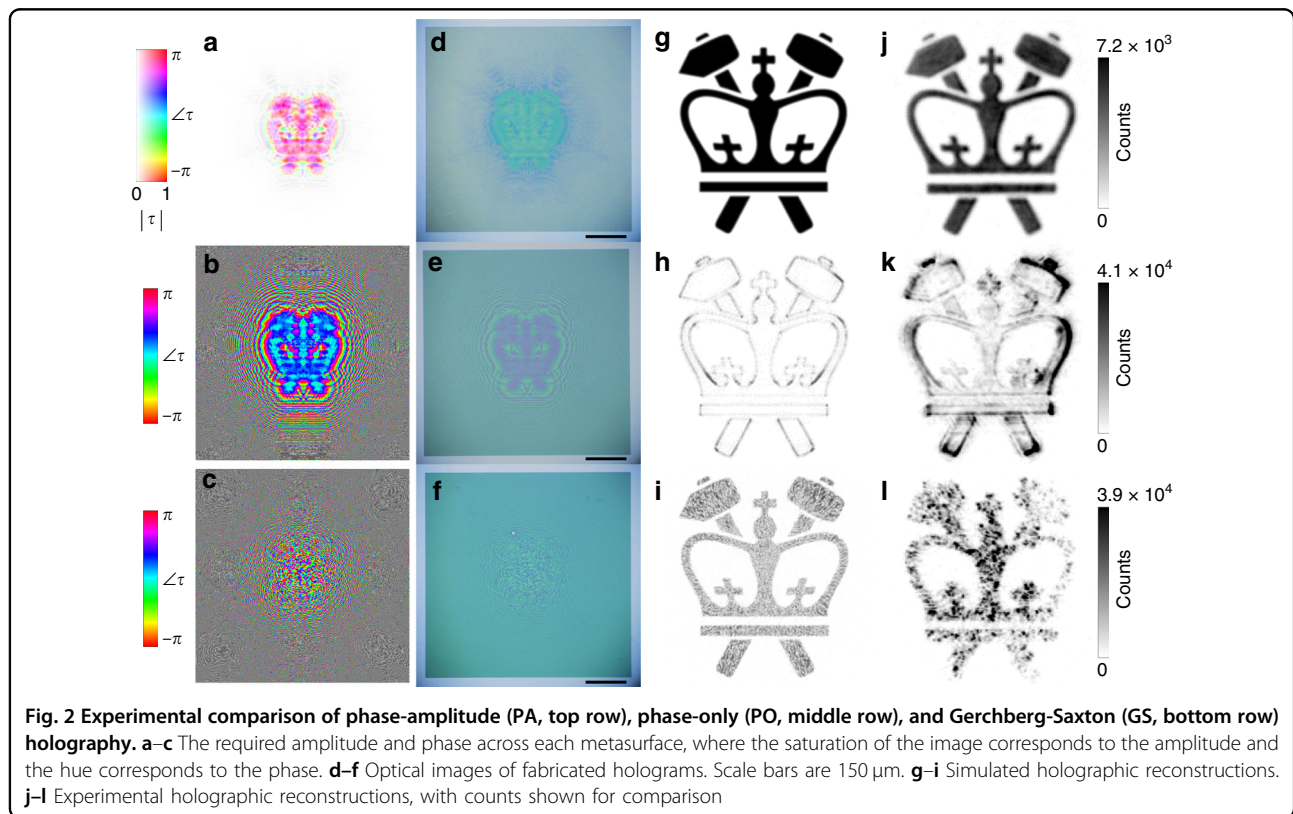 a
d
g
j
π
∠τ
−π
0 1
|τ|
7.2 × 10³
Counts
0
b
e
h
k
π
∠τ
−π
4.1 × 10⁴
Counts
0
c
f
i
l
π
∠τ
−π
3.9 × 10⁴
Counts
0
Fig. 2 Experimental comparison of phase-amplitude (PA, top row), phase-only (PO, middle row), and Gerchberg-Saxton (GS, bottom row)
holography. a–c The required amplitude and phase across each metasurface, where the saturation of the image corresponds to the amplitude and
the hue corresponds to the phase. d–f Optical images of fabricated holograms. Scale bars are 150 μm. g–i Simulated holographic reconstructions.
j–l Experimental holographic reconstructions, with counts shown for comparison